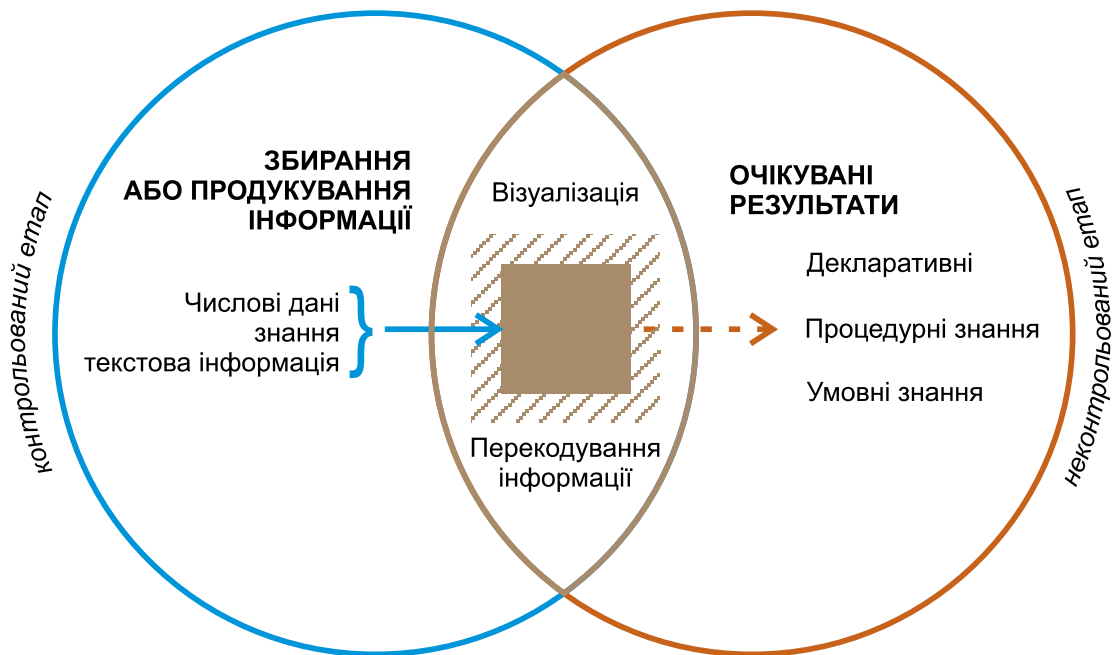 контрольований етап
ЗБИРАННЯ
АБО ПРОДУКУВАННЯ
ІНФОРМАЦІЇ
Числові дані
знання
текстова інформація
Візуалізація
Перекодування
інформації
ОЧІКУВАНІ
РЕЗУЛЬТАТИ
Декларативні
Процедурні знання
Умовні знання
неконтрольований етап